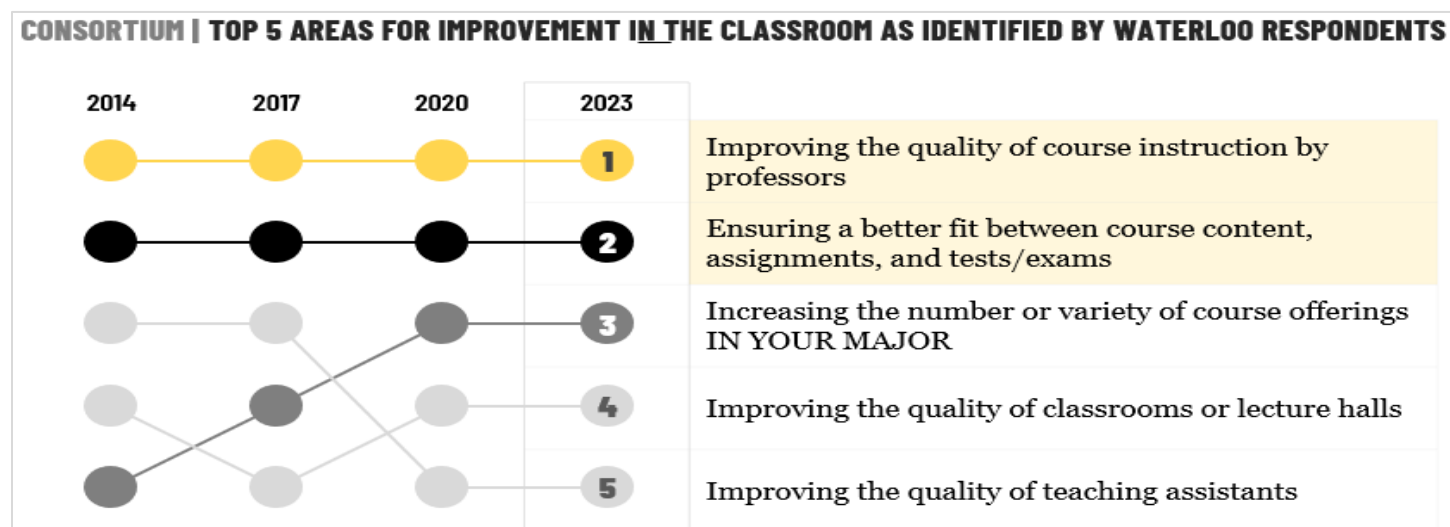 CONSORTIUM | TOP 5 AREAS FOR IMPROVEMENT IN THE CLASSROOM AS IDENTIFIED BY WATERLOO RESPONDENTS
2014 2017 2020 2023
1 Improving the quality of course instruction by
professors
2 Ensuring a better fit between course content,
assignments, and tests/exams
3 Increasing the number or variety of course offerings
IN YOUR MAJOR
4 Improving the quality of classrooms or lecture halls
5 Improving the quality of teaching assistants